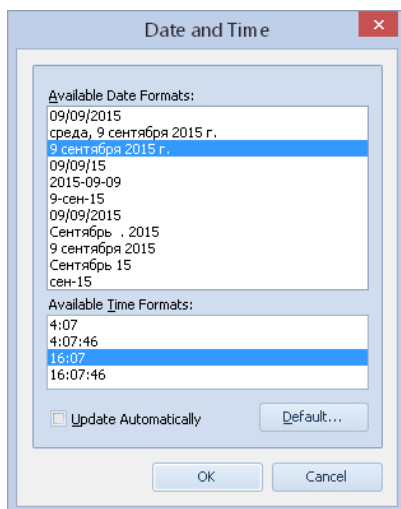 Date and Time
Available Date Formats:
09/09/2015
среда, 9 сентября 2015 г.
9 сентября 2015 г.
09/09/15
2015-09-09
9-сен-15
09/09/2015
Сентябрь . 2015
9 сентября 2015
Сентябрь 15
сен-15
Available Time Formats:
4:07
4:07:46
16:07
16:07:46
Update Automatically
Default...
OK
Cancel